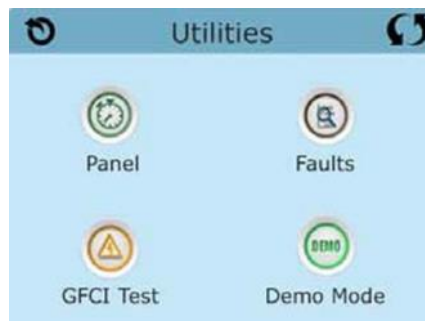 Utilities
Panel
Faults
DEMO
GFCI Test
Demo Mode